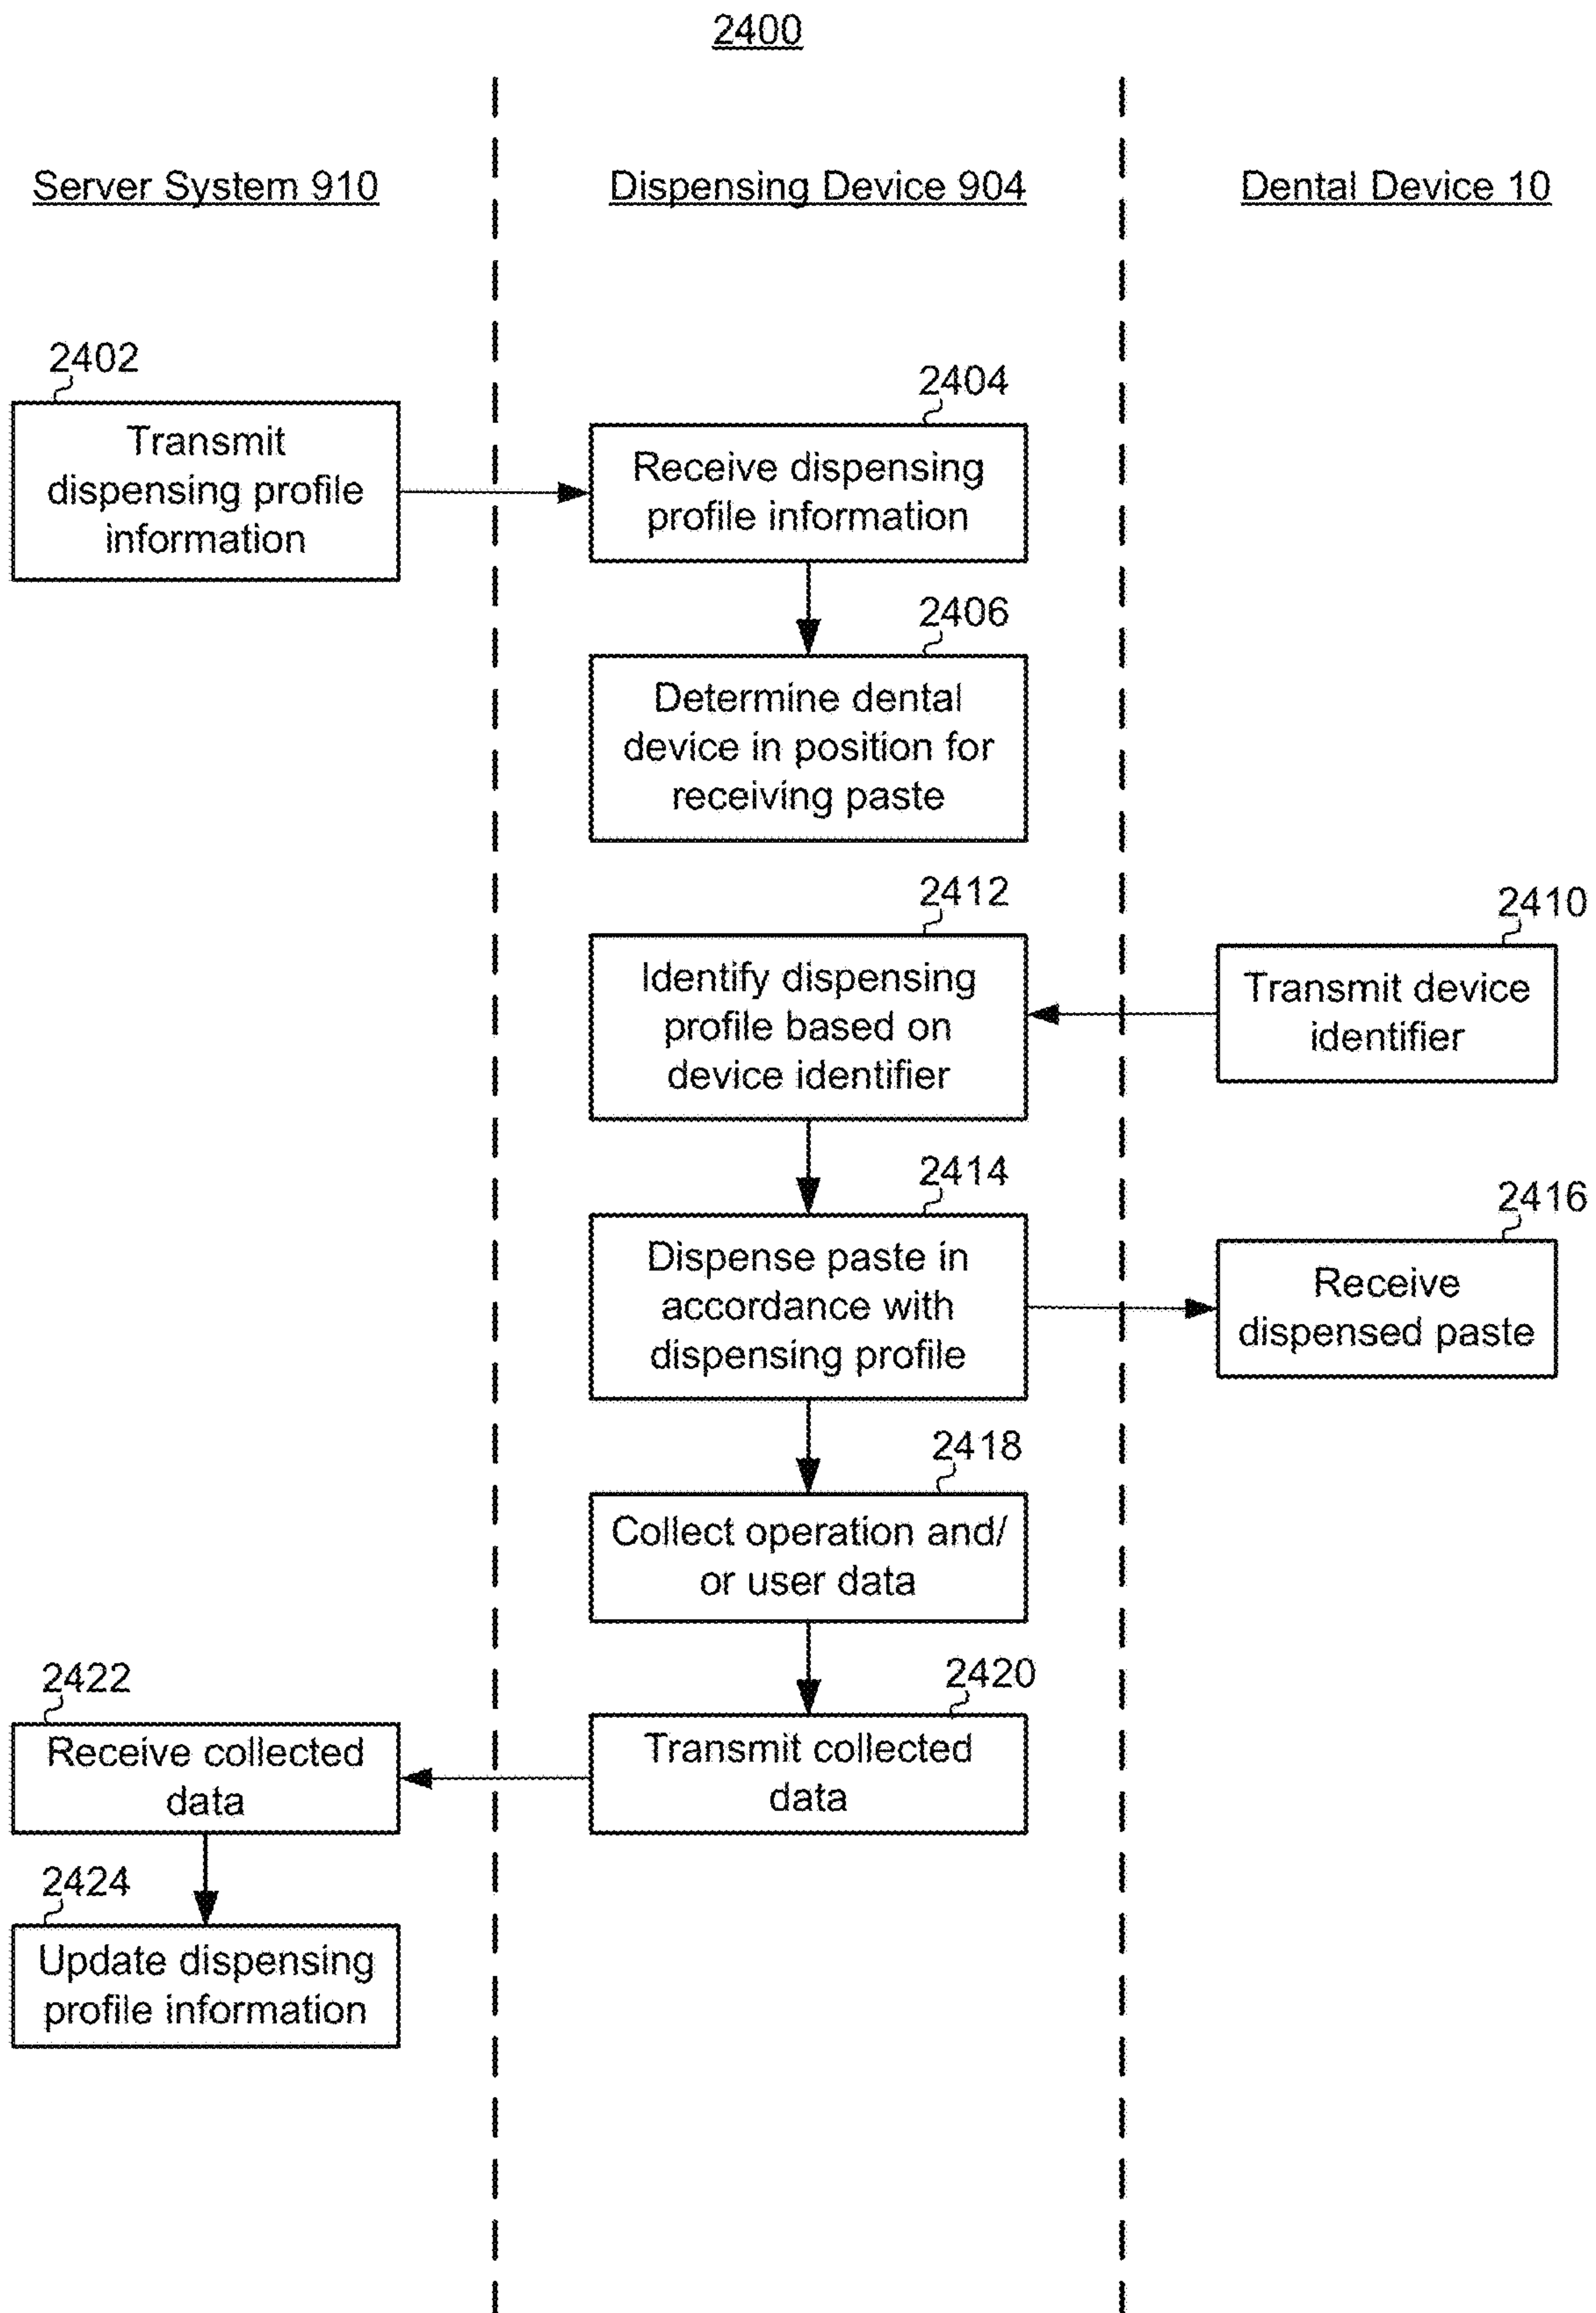 2400
Server System 910
Dispensing Device 904
Dental Device 10
2402
Transmit
dispensing profile
information
2404
Receive dispensing
profile information
2406
Determine dental
device in position for
receiving paste
2412
Identify dispensing
profile based on
device identifier
2410
Transmit device
identifier
2414
Dispense paste in
accordance with
dispensing profile
2416
Receive
dispensed paste
2418
Collect operation and/
or user data
2420
Transmit collected
data
2422
Receive collected
data
2424
Update dispensing
profile information